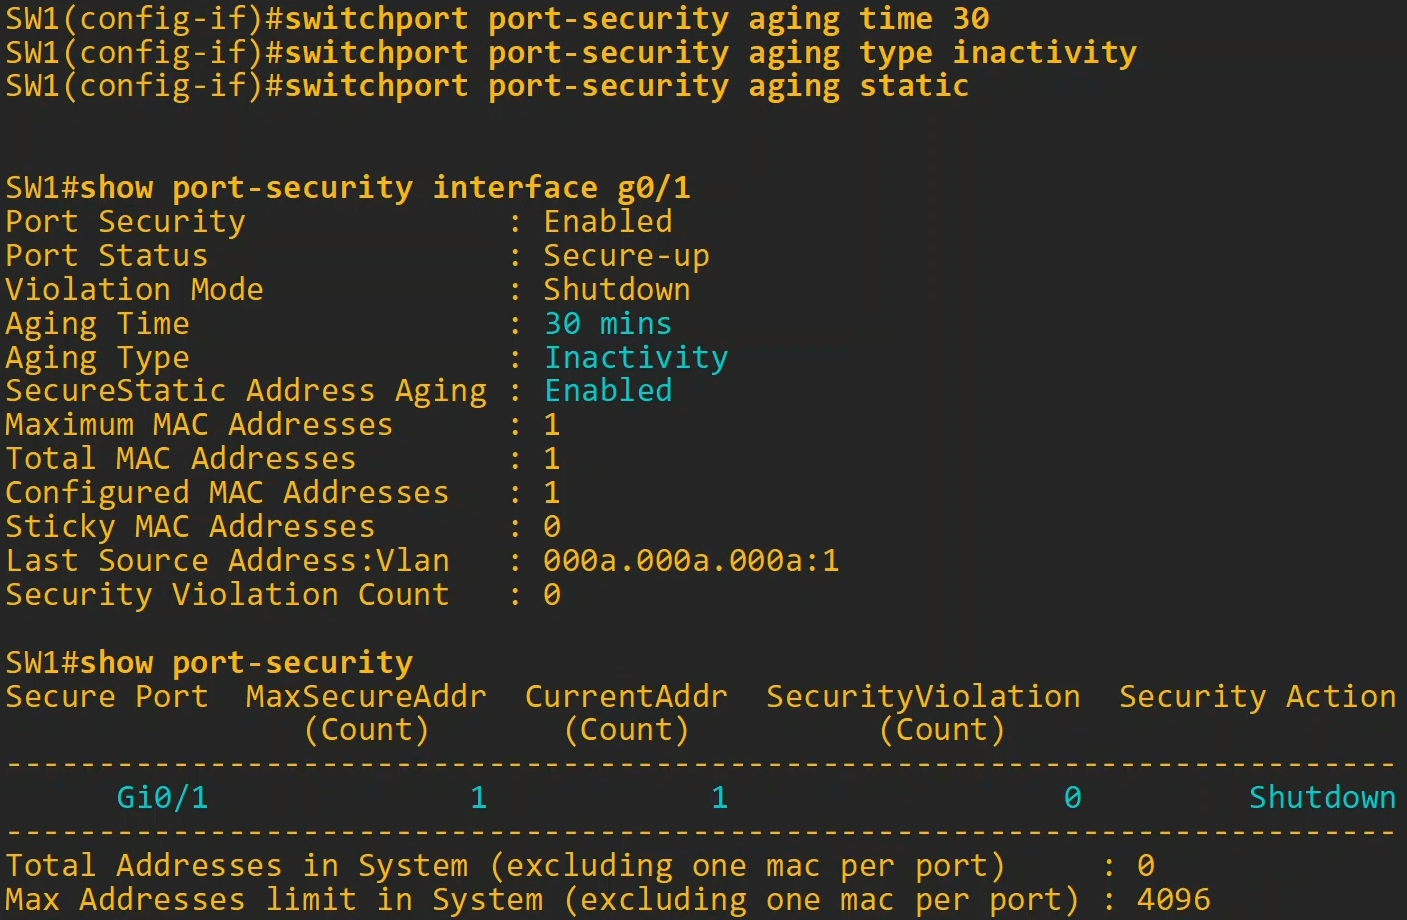 SW1(config-if)#switchport port-security aging time 30
SW1(config-if)#switchport port-security aging type inactivity
SW1(config-if)#switchport port-security aging static
SW1#show port-security interface g0/1
Port Security : Enabled
Port Status : Secure-up
Violation Mode : Shutdown
Aging Time : 30 mins
Aging Type : Inactivity
SecureStatic Address Aging : Enabled
Maximum MAC Addresses : 1
Total MAC Addresses : 1
Configured MAC Addresses : 1
Sticky MAC Addresses : 0
Last Source Address:Vlan : 000a.000a.000a:1
Security Violation Count : 0
SW1#show port-security
Secure Port MaxSecureAddr CurrentAddr SecurityViolation Security Action
(Count) (Count) (Count)
---------------------------------------------------------------------------
Gi0/1 1 1 0 Shutdown
---------------------------------------------------------------------------
Total Addresses in System (excluding one mac per port) : 0
Max Addresses limit in System (excluding one mac per port) : 4096